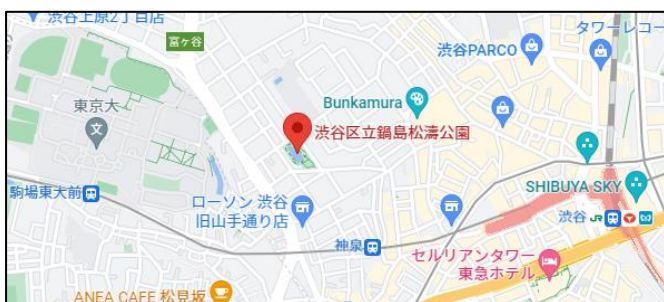 渋谷上原2丁目店
富ヶ谷
渋谷PARCO
タワーレコー
東京大
Bunkamura
渋谷区立鍋島松濤公園
駒場東大前
ローソン 渋谷
旧山手通り店
SHIBUYA SKY
渋谷
JR
神泉
セルリアンタワー
東急ホテル
ANEA CAFE 松見坂